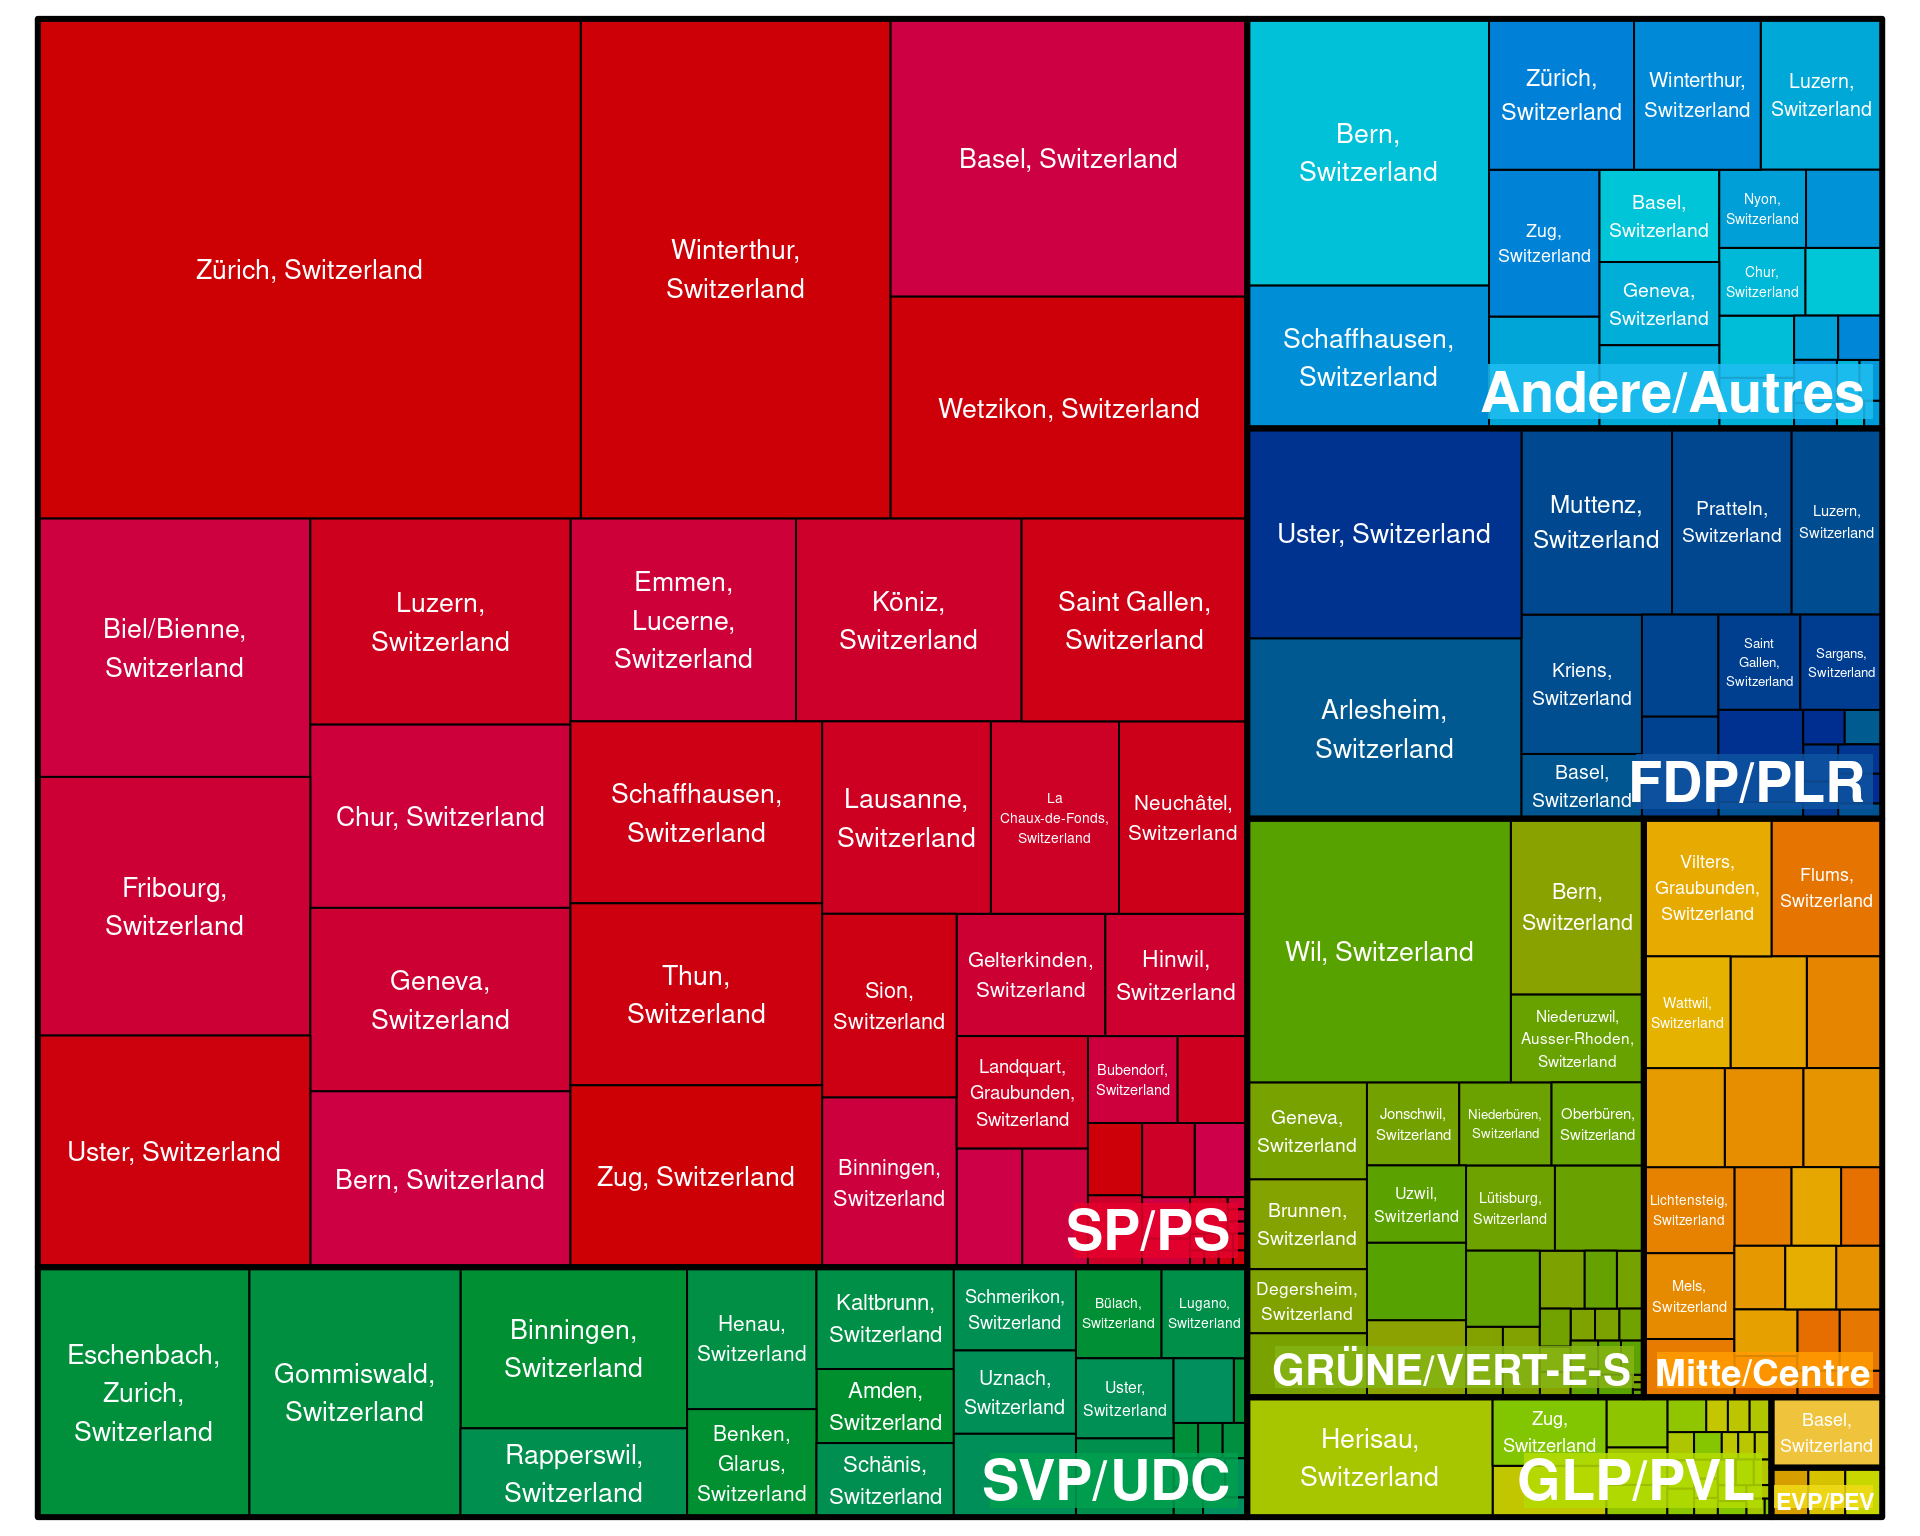 Zürich, Switzerland
Winterthur,
Switzerland
Basel, Switzerland
Wetzikon, Switzerland
Biel/Bienne,
Switzerland
Fribourg,
Switzerland
Uster, Switzerland
Luzern,
Switzerland
Chur, Switzerland
Geneva,
Switzerland
Bern, Switzerland
Emmen,
Lucerne,
Switzerland
Köniz,
Switzerland
Saint Gallen,
Switzerland
Schaffhausen,
Switzerland
Thun,
Switzerland
Zug, Switzerland
Lausanne,
Switzerland
La
Chaux-de-Fonds,
Switzerland
Neuchâtel,
Switzerland
Sion,
Switzerland
Binningen,
Switzerland
Gelterkinden,
Switzerland
Hinwil,
Switzerland
Landquart,
Graubunden,
Switzerland
Bubendorf,
Switzerland
SP/PS
Eschenbach,
Zurich,
Switzerland
Gommiswald,
Switzerland
Binningen,
Switzerland
Rapperswil,
Switzerland
Henau,
Switzerland
Benken,
Glarus,
Switzerland
Kaltbrunn,
Switzerland
Amden,
Switzerland
Schänis,
Switzerland
Schmerikon,
Switzerland
Uznach,
Switzerland
Bülach,
Switzerland
Lugano,
Switzerland
Uster,
Switzerland
SVP/UDC
Bern,
Switzerland
Schaffhausen,
Switzerland
Zürich,
Switzerland
Winterthur,
Switzerland
Luzern,
Switzerland
Zug,
Switzerland
Basel,
Switzerland
Geneva,
Switzerland
Nyon,
Switzerland
Chur,
Switzerland
Andere/Autres
Uster, Switzerland
Arlesheim,
Switzerland
Muttenz,
Switzerland
Pratteln,
Switzerland
Luzern,
Switzerland
Kriens,
Switzerland
Basel,
Switzerland
Saint
Gallen,
Switzerland
Sargans,
Switzerland
FDP/PLR
Wil, Switzerland
Bern,
Switzerland
Niederuzwil,
Ausser-Rhoden,
Switzerland
Geneva,
Switzerland
Brunnen,
Switzerland
Degersheim,
Switzerland
Jonschwil,
Switzerland
Niederbüren,
Switzerland
Oberbüren,
Switzerland
Uzwil,
Switzerland
Lütisburg,
Switzerland
GRÜNE/VERT-E-S
Vilters,
Graubunden,
Switzerland
Flums,
Switzerland
Wattwil,
Switzerland
Lichtensteig,
Switzerland
Mels,
Switzerland
Mitte/Centre
Herisau,
Switzerland
Zug,
Switzerland
GLP/PVL
Basel,
Switzerland
EVP/PEV